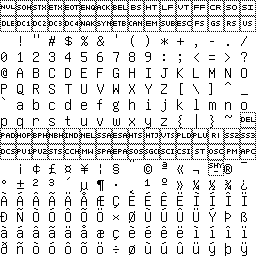 NUL SOH STX ETX EOT ENQ ACK BEL BS HT LF VT FF CR SO SI
DLE DC1 DC2 DC3 DC4 NAK SYN ETB CAN EM SUB ESC FS GS RS US
! " # $ % & ' ( ) * + , - . /
0 1 2 3 4 5 6 7 8 9 : ; < = > ?
@ A B C D E F G H I J K L M N O
P Q R S T U V W X Y Z [ \ ] ^ _
` a b c d e f g h i j k l m n o
p q r s t u v w x y z { | } ~ DEL
PAD HOP BPH NBH IND NEL SSA ESA HTS HTJ VTS PLD PLU RI SS2 SS3
DCS PU1 PU2 STS CCH MW SPA EPA SOS SGC SCI CSI ST OSC PM APC
¡ ¢ £ ¤ ¥ ¦ § ¨ © ª « ¬ SHY ® ¯
° ± ² ³ ´ µ ¶ · ¸ ¹ º » ¼ ½ ¾ ¿
À Á Â Ã Ä Å Æ Ç È É Ê Ë Ì Í Î Ï
Ð Ñ Ò Ó Ô Õ Ö × Ø Ù Ú Û Ü Ý Þ ß
à á â ã ä å æ ç è é ê ë ì í î ï
ð ñ ò ó ô õ ö ÷ ø ù ú û ü ý þ ÿ